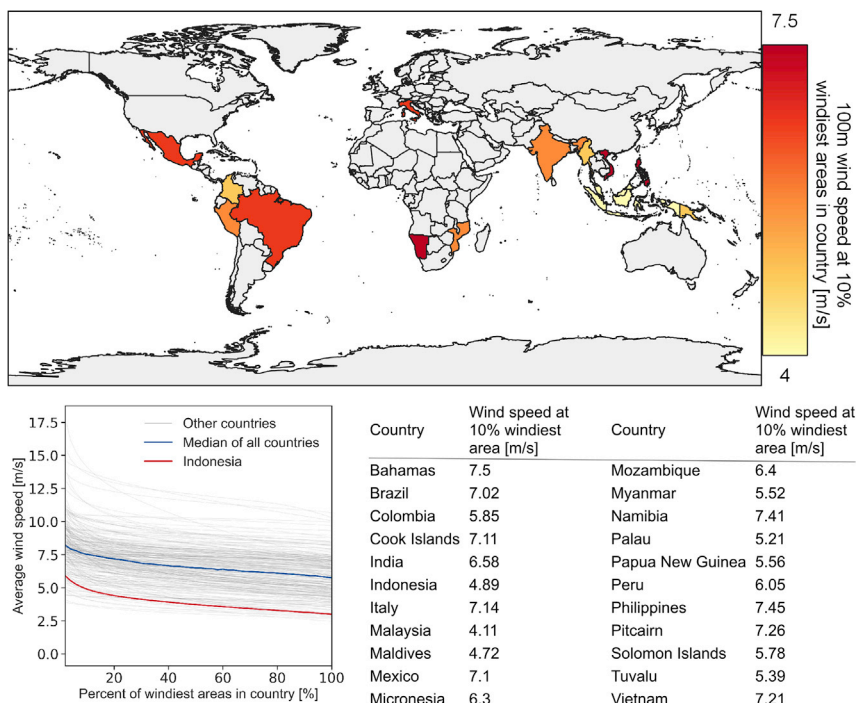 7.5
100m wind speed at 10%
windiest areas in country
[m/s]
4
17.5
15.0
12.5
10.0
7.5
5.0
2.5
0.0
Average wind speed [m/s]
Other countries
Median of all countries
Indonesia
20
40
60
80
100
Percent of windiest areas in country [%]
Country Wind speed at 10% windiest area [m/s] Country Wind speed at 10% windiest area [m/s]
Bahamas 7.5 Mozambique 6.4
Brazil 7.02 Myanmar 5.52
Colombia 5.85 Namibia 7.41
Cook Islands 7.11 Palau 5.21
India 6.58 Papua New Guinea 5.56
Indonesia 4.89 Peru 6.05
Italy 7.14 Philippines 7.45
Malaysia 4.11 Pitcairn 7.26
Maldives 4.72 Solomon Islands 5.78
Mexico 7.1 Tuvalu 5.39
Micronesia 6.3 Vietnam 7.21